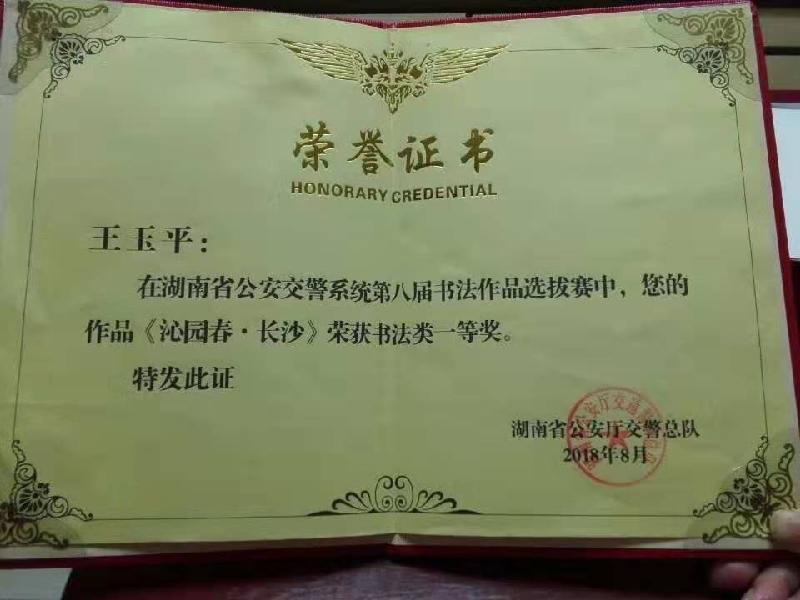 荣誉证书
HONORARY CREDENTIAL
王玉平：
在湖南省公安交警系统第八届书法作品选拔赛中，您的
作品《沁园春·长沙》荣获书法类一等奖。
特发此证
湖南省公安厅交警总队
2018年8月